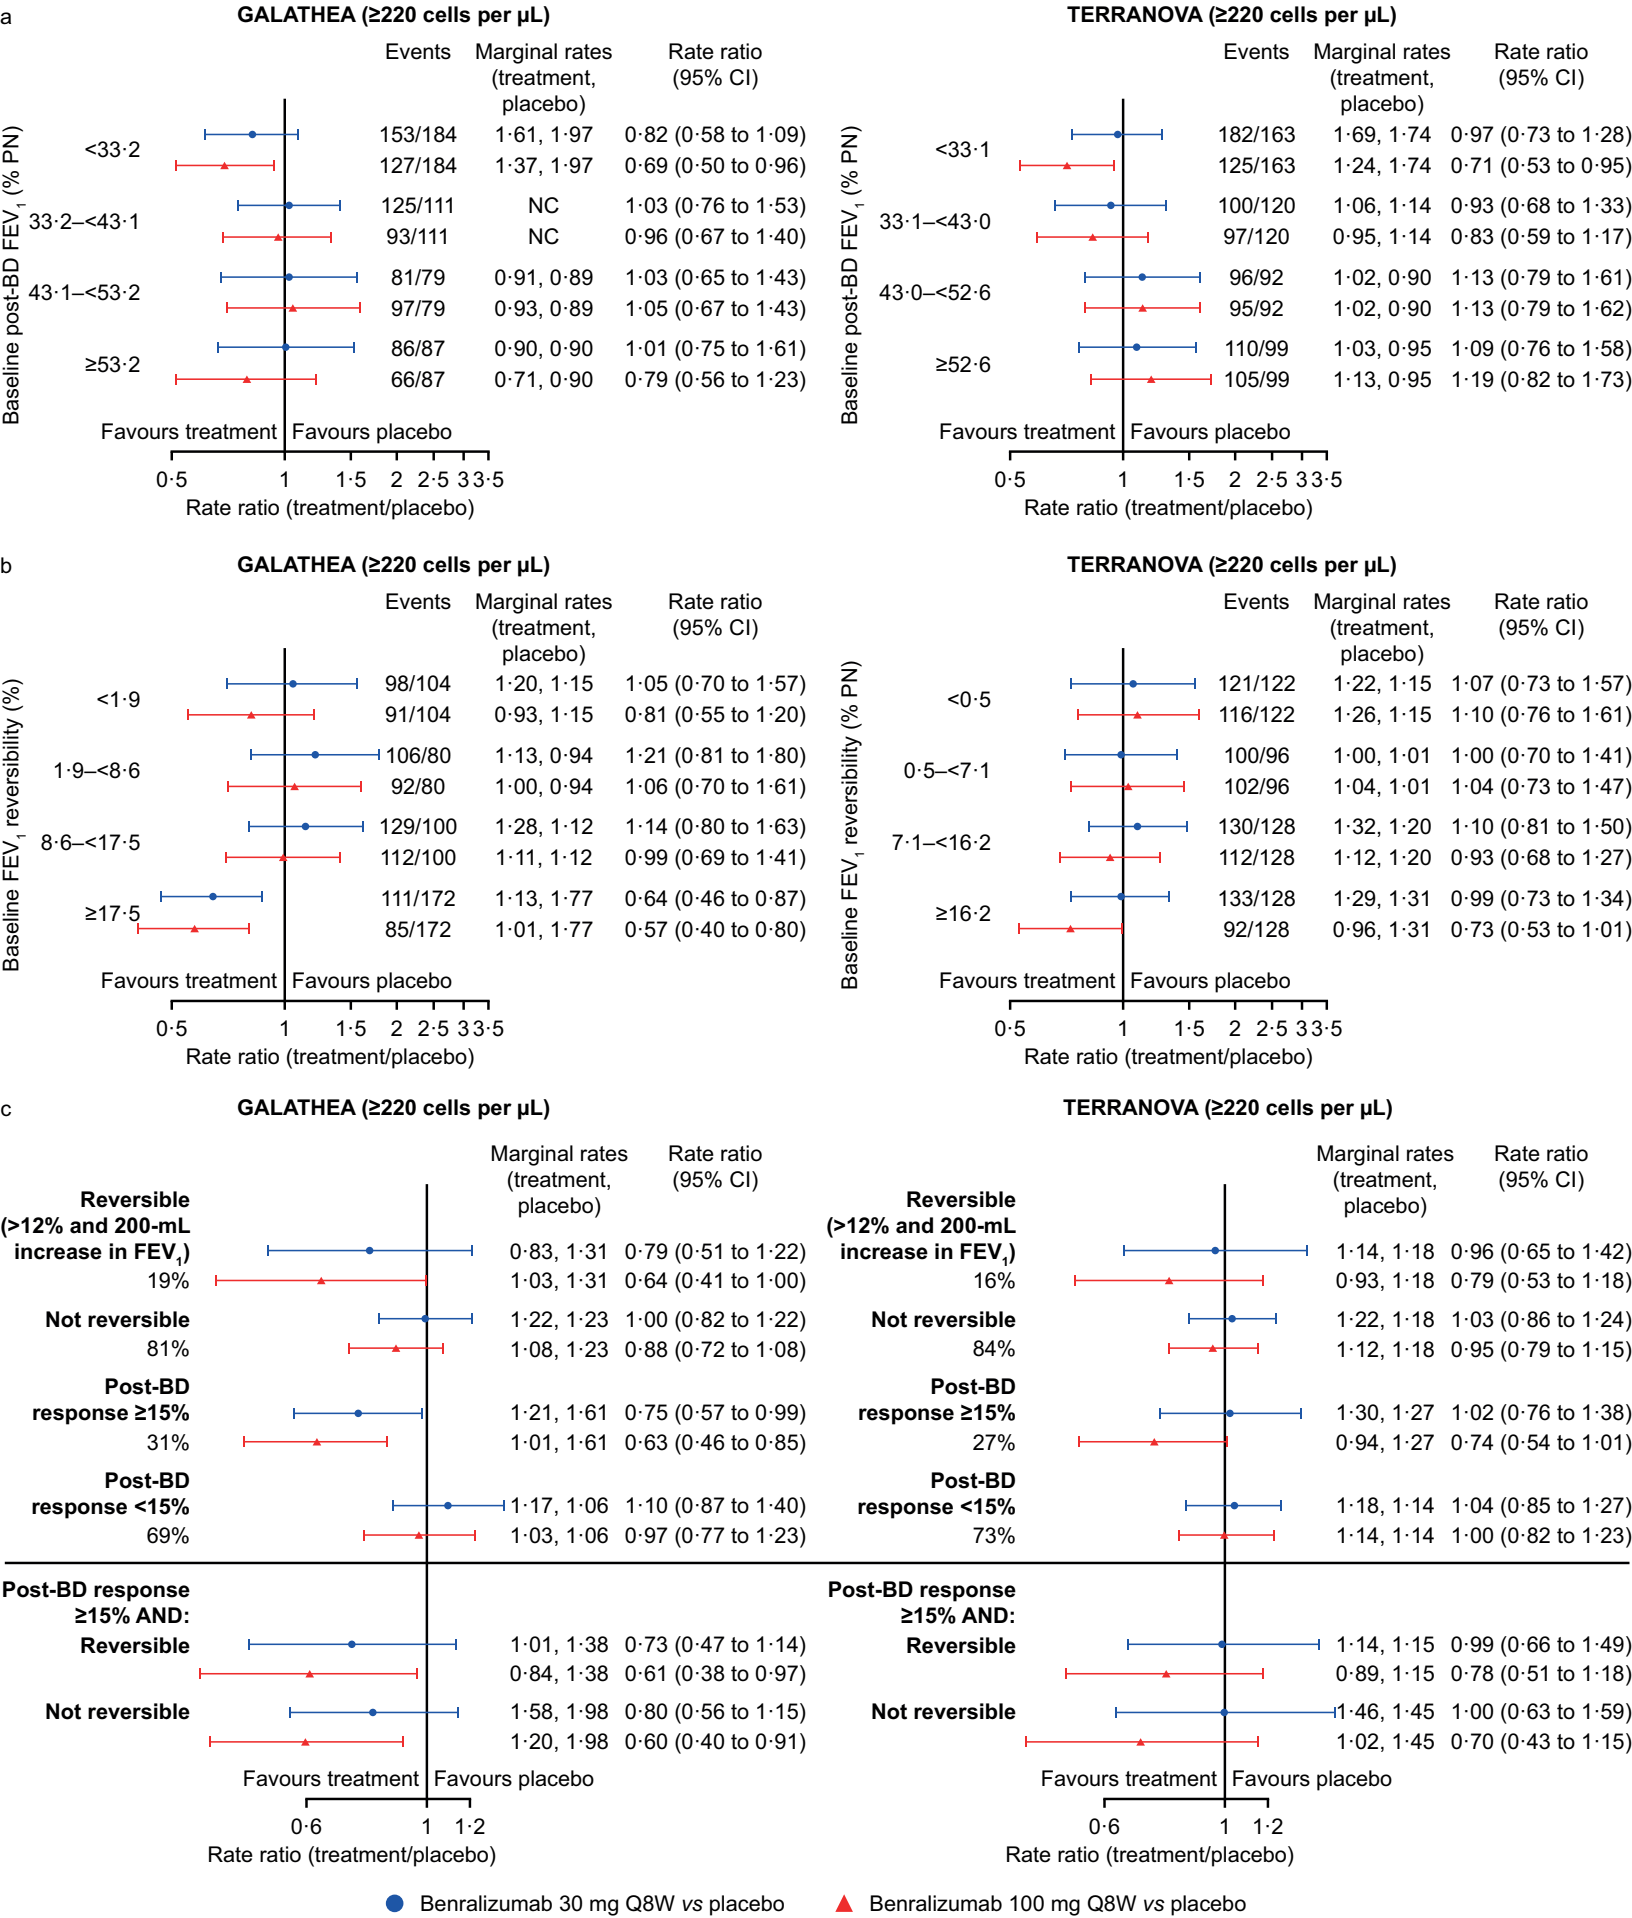 a
GALATHEA (≥220 cells per µL)
Events
Marginal rates (treatment, placebo)
Rate ratio (95% CI)
Baseline post-BD FEV1 (% PN)
<33·2
153/184 1·61, 1·97 0·82 (0·58 to 1·09)
127/184 1·37, 1·97 0·69 (0·50 to 0·96)
33·2–<43·1
125/111 NC 1·03 (0·76 to 1·53)
93/111 NC 0·96 (0·67 to 1·40)
43·1–<53·2
81/79 0·91, 0·89 1·03 (0·65 to 1·43)
97/79 0·93, 0·89 1·05 (0·67 to 1·43)
≥53·2
86/87 0·90, 0·90 1·01 (0·75 to 1·61)
66/87 0·71, 0·90 0·79 (0·56 to 1·23)
Favours treatment Favours placebo
0·5 1 1·5 2 2·5 3 3·5
Rate ratio (treatment/placebo)
TERRANOVA (≥220 cells per µL)
Events
Marginal rates (treatment, placebo)
Rate ratio (95% CI)
Baseline post-BD FEV1 (% PN)
<33·1
182/163 1·69, 1·74 0·97 (0·73 to 1·28)
125/163 1·24, 1·74 0·71 (0·53 to 0·95)
33·1–<43·0
100/120 1·06, 1·14 0·93 (0·68 to 1·33)
97/120 0·95, 1·14 0·83 (0·59 to 1·17)
43·0–<52·6
96/92 1·02, 0·90 1·13 (0·79 to 1·61)
95/92 1·02, 0·90 1·13 (0·79 to 1·62)
≥52·6
110/99 1·03, 0·95 1·09 (0·76 to 1·58)
105/99 1·13, 0·95 1·19 (0·82 to 1·73)
Favours treatment Favours placebo
0·5 1 1·5 2 2·5 3 3·5
Rate ratio (treatment/placebo)
b
GALATHEA (≥220 cells per µL)
Events
Marginal rates (treatment, placebo)
Rate ratio (95% CI)
Baseline FEV1 reversibility (%)
<1·9
98/104 1·20, 1·15 1·05 (0·70 to 1·57)
91/104 0·93, 1·15 0·81 (0·55 to 1·20)
1·9–<8·6
106/80 1·13, 0·94 1·21 (0·81 to 1·80)
92/80 1·00, 0·94 1·06 (0·70 to 1·61)
8·6–<17·5
129/100 1·28, 1·12 1·14 (0·80 to 1·63)
112/100 1·11, 1·12 0·99 (0·69 to 1·41)
≥17·5
111/172 1·13, 1·77 0·64 (0·46 to 0·87)
85/172 1·01, 1·77 0·57 (0·40 to 0·80)
Favours treatment Favours placebo
0·5 1 1·5 2 2·5 3 3·5
Rate ratio (treatment/placebo)
TERRANOVA (≥220 cells per µL)
Events
Marginal rates (treatment, placebo)
Rate ratio (95% CI)
Baseline FEV1 reversibility (% PN)
<0·5
121/122 1·22, 1·15 1·07 (0·73 to 1·57)
116/122 1·26, 1·15 1·10 (0·76 to 1·61)
0·5–<7·1
100/96 1·00, 1·01 1·00 (0·70 to 1·41)
102/96 1·04, 1·01 1·04 (0·73 to 1·47)
7·1–<16·2
130/128 1·32, 1·20 1·10 (0·81 to 1·50)
112/128 1·12, 1·20 0·93 (0·68 to 1·27)
≥16·2
133/128 1·29, 1·31 0·99 (0·73 to 1·34)
92/128 0·96, 1·31 0·73 (0·53 to 1·01)
Favours treatment Favours placebo
0·5 1 1·5 2 2·5 3 3·5
Rate ratio (treatment/placebo)
c
GALATHEA (≥220 cells per µL)
Marginal rates (treatment, placebo)
Rate ratio (95% CI)
Reversible
(>12% and 200-mL
increase in FEV1) 0·83, 1·31 0·79 (0·51 to 1·22)
19% 1·03, 1·31 0·64 (0·41 to 1·00)
Not reversible 1·22, 1·23 1·00 (0·82 to 1·22)
81% 1·08, 1·23 0·88 (0·72 to 1·08)
Post-BD
response ≥15% 1·21, 1·61 0·75 (0·57 to 0·99)
31% 1·01, 1·61 0·63 (0·46 to 0·85)
Post-BD
response <15% 1·17, 1·06 1·10 (0·87 to 1·40)
69% 1·03, 1·06 0·97 (0·77 to 1·23)
Post-BD response
≥15% AND:
Reversible 1·01, 1·38 0·73 (0·47 to 1·14)
0·84, 1·38 0·61 (0·38 to 0·97)
Not reversible 1·58, 1·98 0·80 (0·56 to 1·15)
1·20, 1·98 0·60 (0·40 to 0·91)
Favours treatment Favours placebo
0·6 1 1·2
Rate ratio (treatment/placebo)
TERRANOVA (≥220 cells per µL)
Marginal rates (treatment, placebo)
Rate ratio (95% CI)
Reversible
(>12% and 200-mL
increase in FEV1) 1·14, 1·18 0·96 (0·65 to 1·42)
16% 0·93, 1·18 0·79 (0·53 to 1·18)
Not reversible 1·22, 1·18 1·03 (0·86 to 1·24)
84% 1·12, 1·18 0·95 (0·79 to 1·15)
Post-BD
response ≥15% 1·30, 1·27 1·02 (0·76 to 1·38)
27% 0·94, 1·27 0·74 (0·54 to 1·01)
Post-BD
response <15% 1·18, 1·14 1·04 (0·85 to 1·27)
73% 1·14, 1·14 1·00 (0·82 to 1·23)
Post-BD response
≥15% AND:
Reversible 1·14, 1·15 0·99 (0·66 to 1·49)
0·89, 1·15 0·78 (0·51 to 1·18)
Not reversible 1·46, 1·45 1·00 (0·63 to 1·59)
1·02, 1·45 0·70 (0·43 to 1·15)
Favours treatment Favours placebo
0·6 1 1·2
Rate ratio (treatment/placebo)
Benralizumab 30 mg Q8W vs placebo
Benralizumab 100 mg Q8W vs placebo